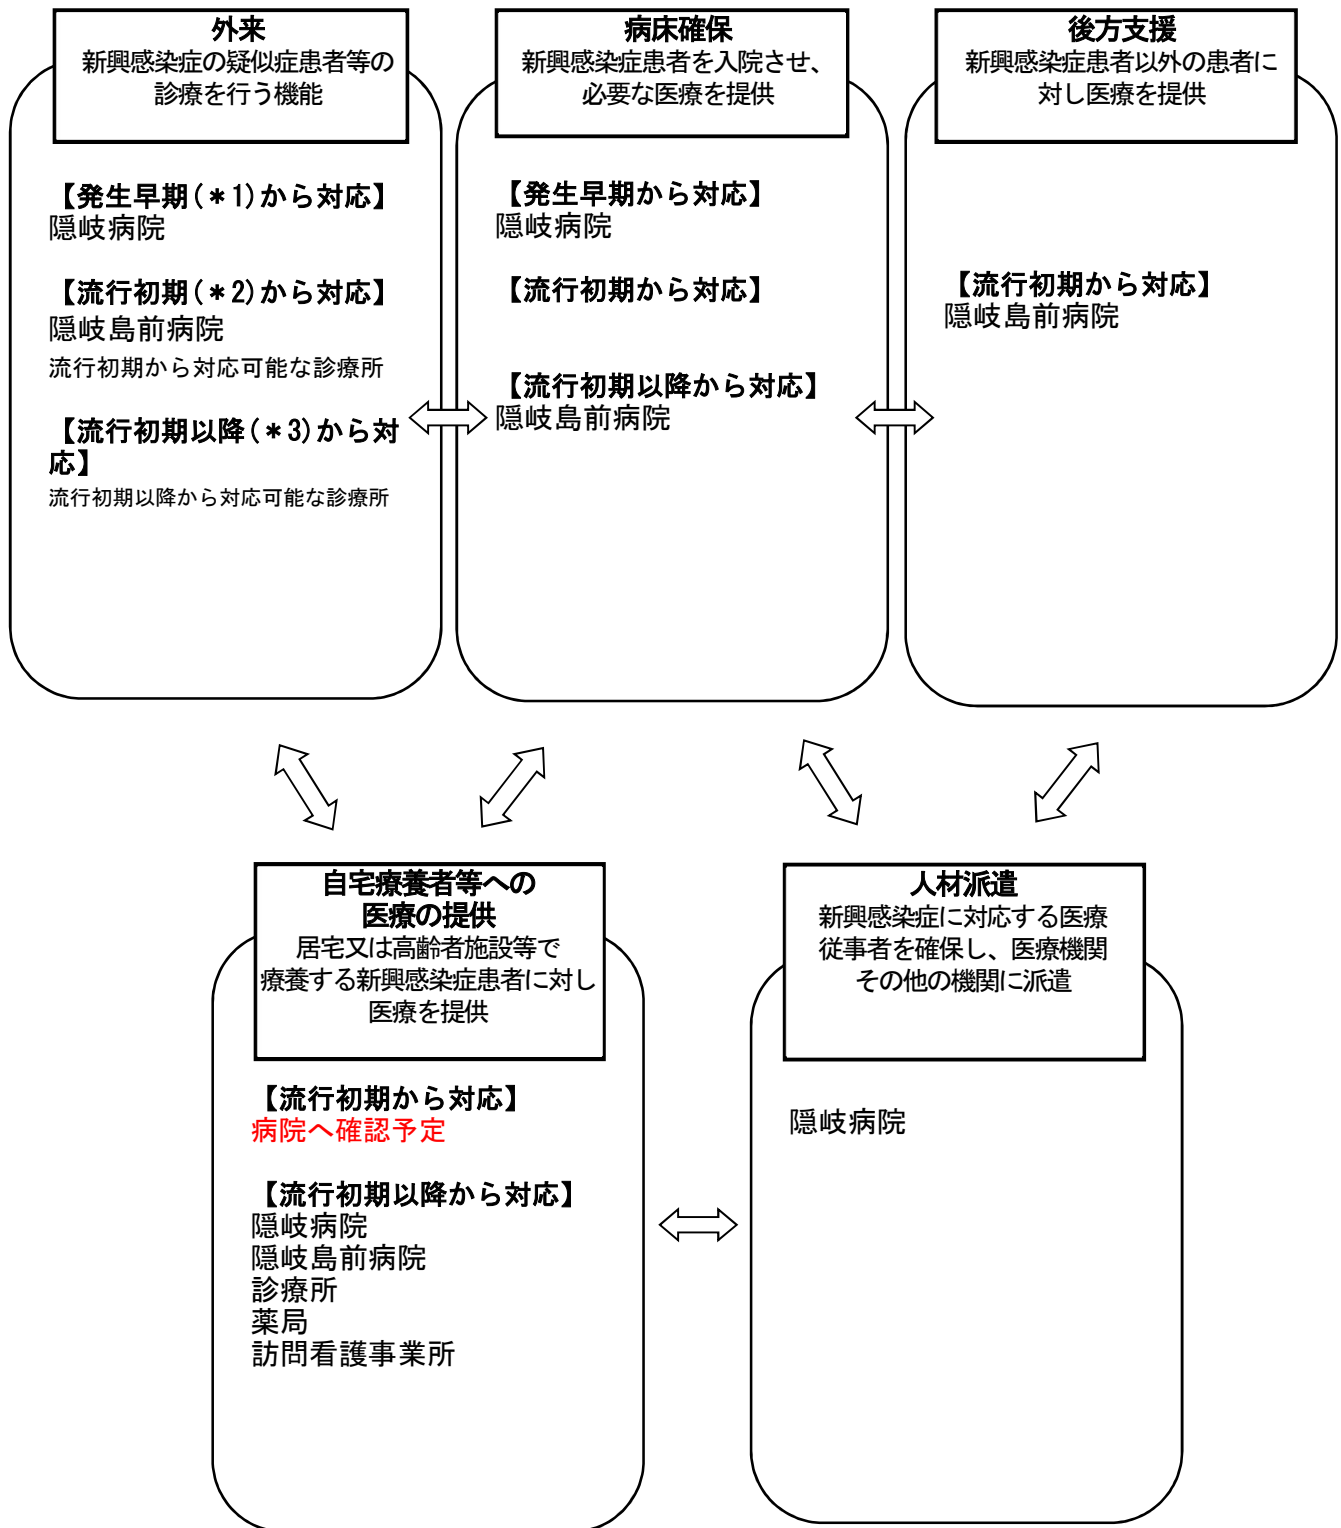 外来
新興感染症の疑似症患者等の
診療を行う機能
【発生早期(＊1)から対応】
隠岐病院
【流行初期(＊2)から対応】
隠岐島前病院
流行初期から対応可能な診療所
【流行初期以降(＊3)から対
応】
流行初期以降から対応可能な診療所
病床確保
新興感染症患者を入院させ、
必要な医療を提供
【発生早期から対応】
隠岐病院
【流行初期から対応】
【流行初期以降から対応】
隠岐島前病院
後方支援
新興感染症患者以外の患者に
対し医療を提供
【流行初期から対応】
隠岐島前病院
自宅療養者等への
医療の提供
居宅又は高齢者施設等で
療養する新興感染症患者に対し
医療を提供
【流行初期から対応】
病院へ確認予定
【流行初期以降から対応】
隠岐病院
隠岐島前病院
診療所
薬局
訪問看護事業所
人材派遣
新興感染症に対応する医療
従事者を確保し、医療機関
その他の機関に派遣
隠岐病院